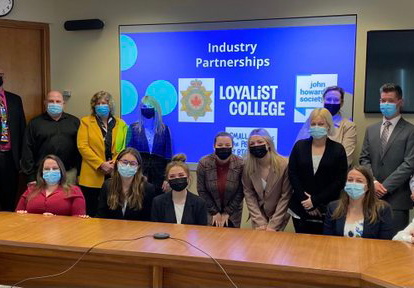 Industry
Partnerships
LOYALIST
COLLEGE
john
howard
society